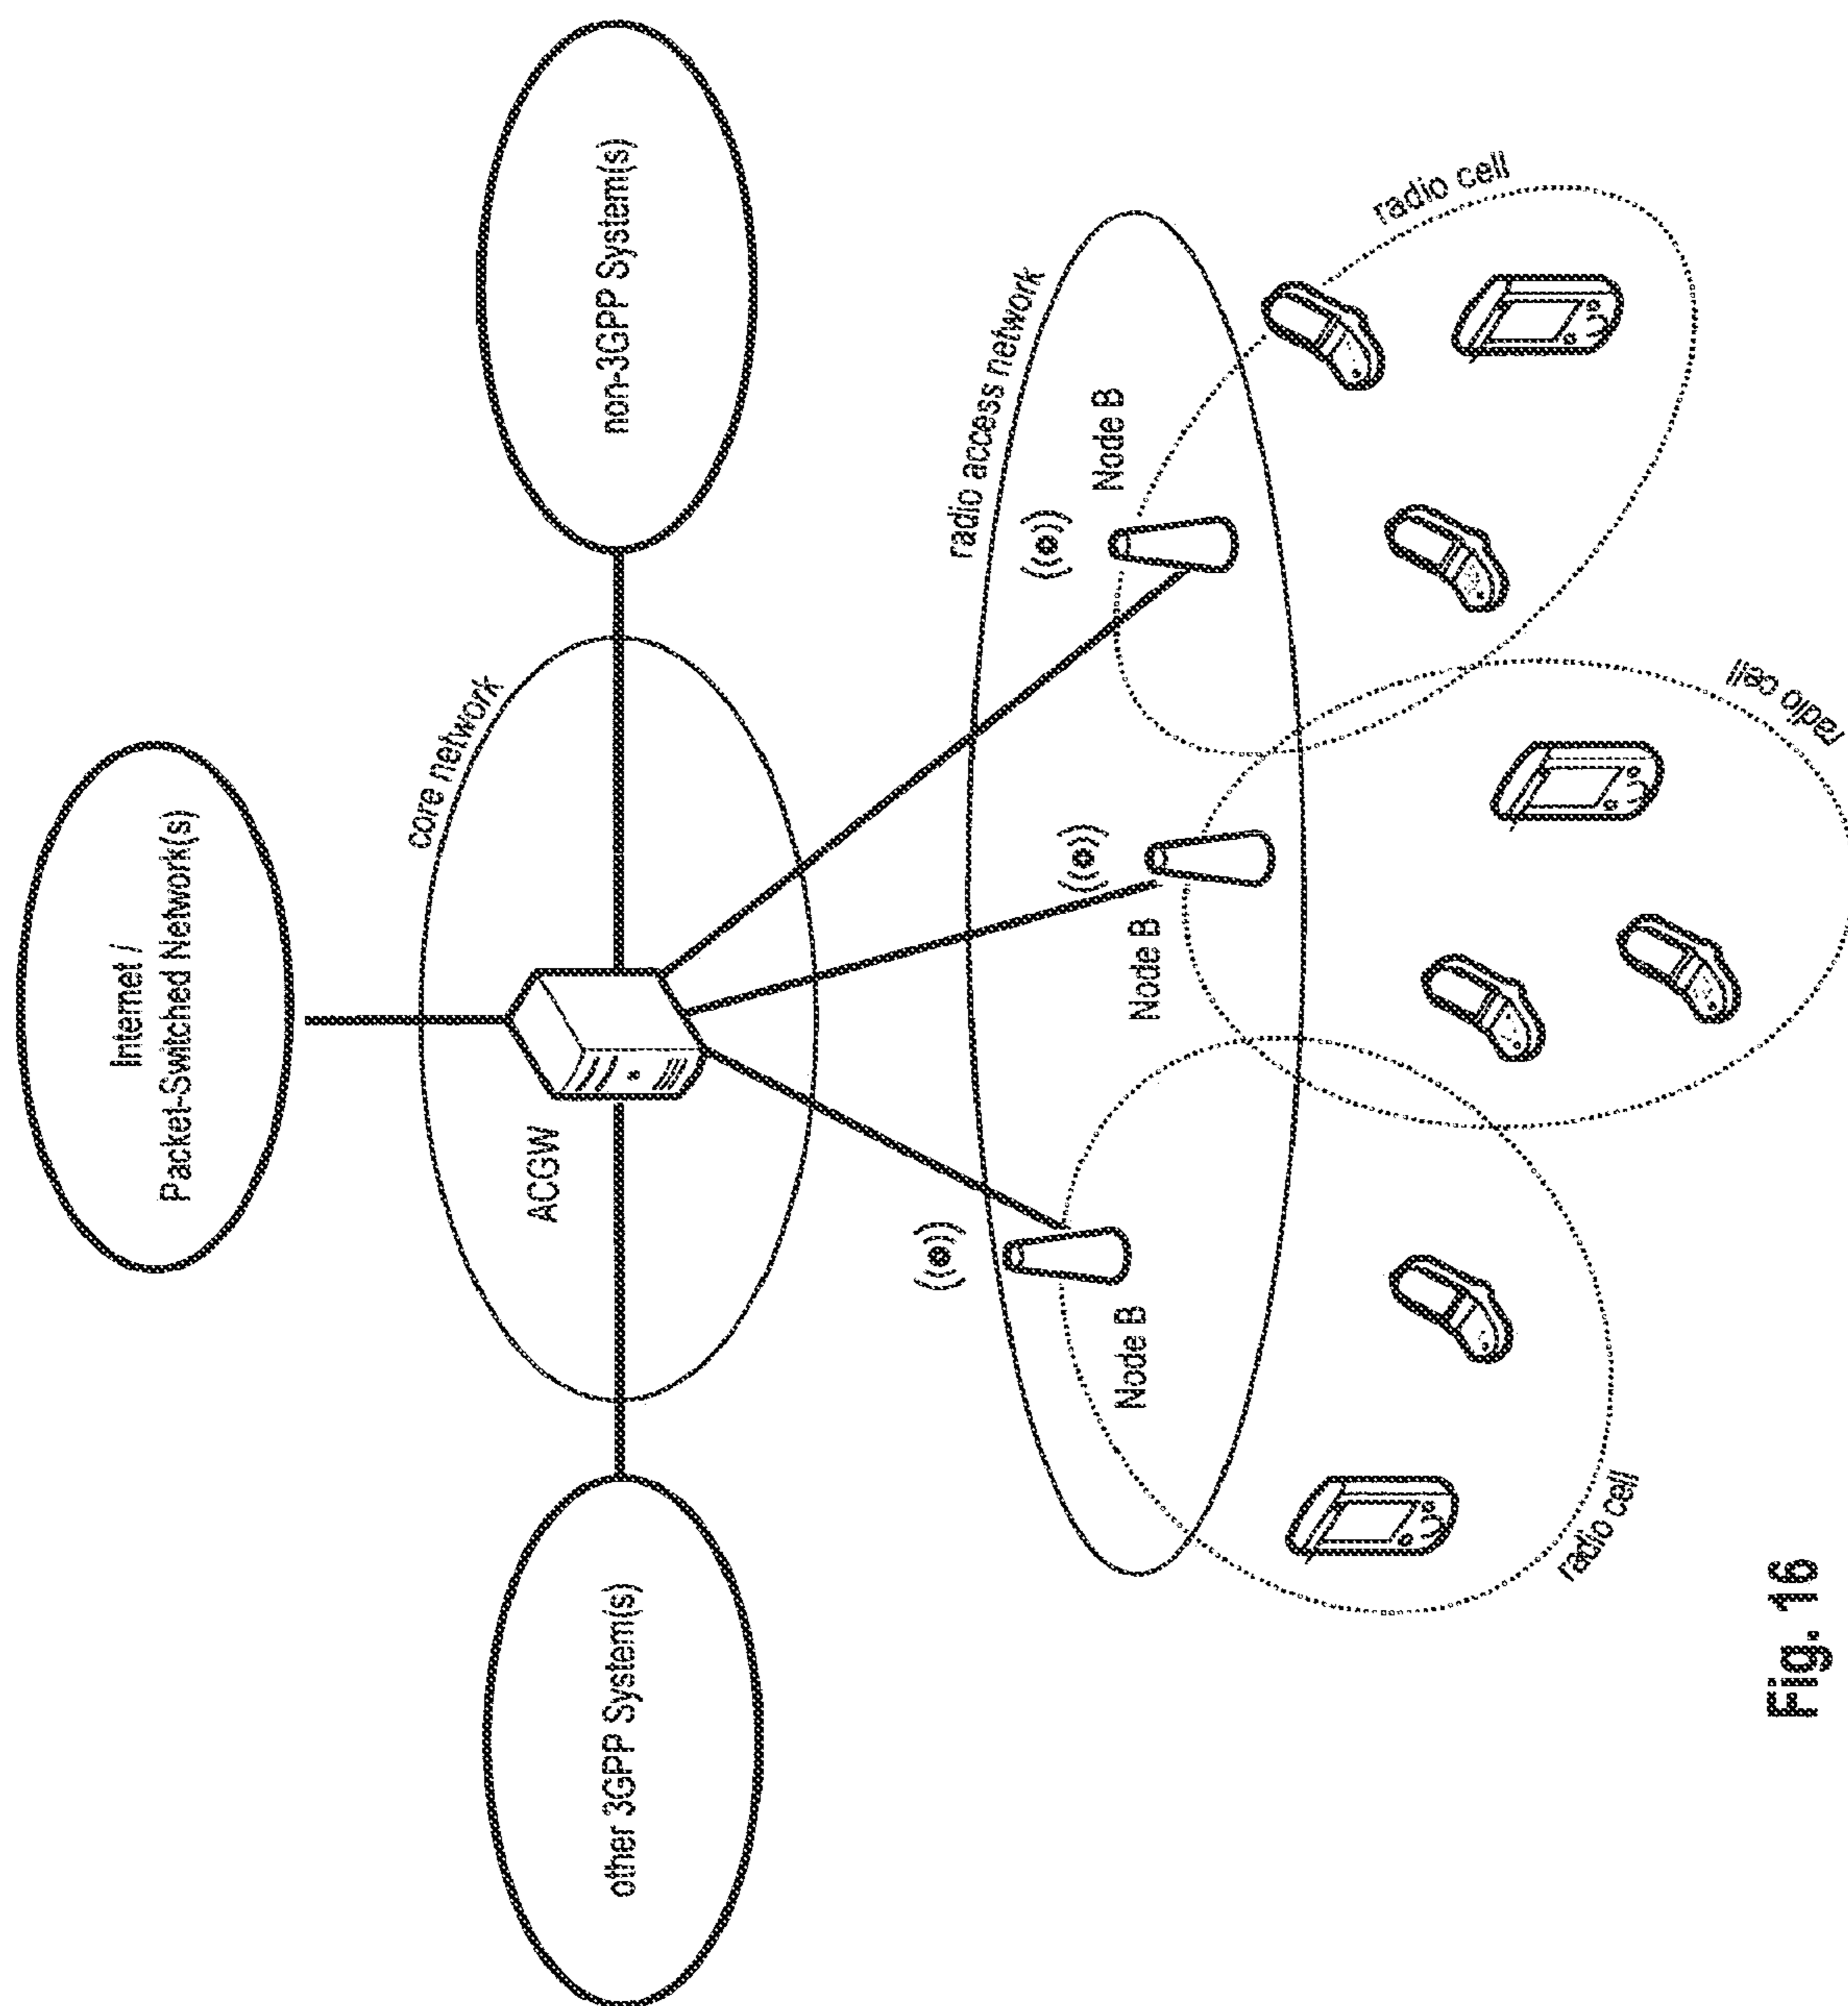 Internet /
Packet-Switched Network(s)
core network
other 3GPP System(s)
ACGW
non-3GPP System(s)
radio access network
Node B
Node B
Node B
radio cell
radio cell
radio cell
Fig. 16